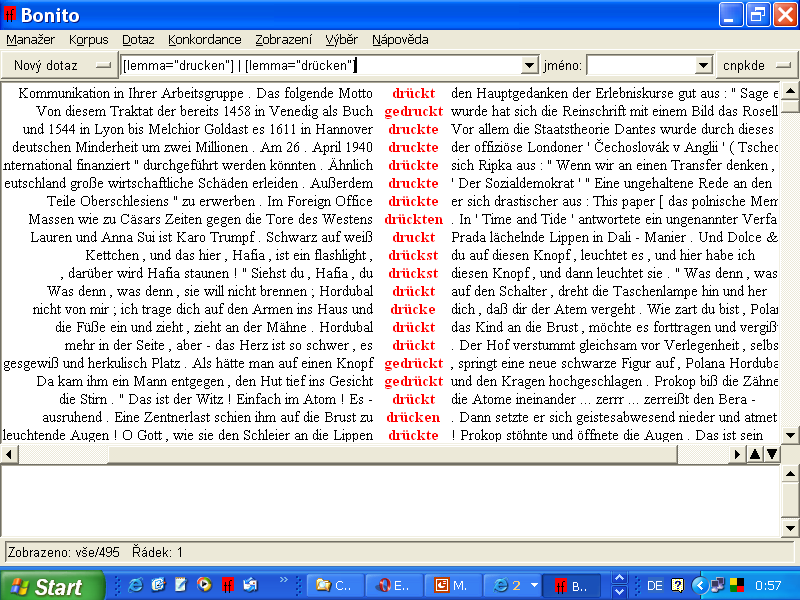 Bonito
Manažer Korpus Dotaz Konkordance Zobrazení Výběr Nápověda
Nový dotaz [lemma="drucken"] | [lemma="drücken"] jméno: cnpkde
Kommunikation in Ihrer Arbeitsgruppe . Das folgende Motto drückt den Hauptgedanken der Erlebniskurse gut aus : " Sage e
Von diesem Traktat der bereits 1458 in Venedig als Buch gedruckt wurde hat sich die Reinschrift mit einem Bild das Rosell
und 1544 in Lyon bis Melchior Goldast es 1611 in Hannover druckte Vor allem die Staatstheorie Dantes wurde durch dieses
deutschen Minderheit um zwei Millionen . Am 26 . April 1940 druckte der offiziöse Londoner ' Čechoslovák v Anglii ' ( Tschec
nternational finanziert " durchgeführt werden könnten . Ähnlich drückte sich Ripka aus : " Wenn wir an einen Transfer denken ,
eutschland große wirtschaftliche Schäden erleiden . Außerdem druckte ' Der Sozialdemokrat ' " Eine ungehaltene Rede an den
Teile Oberschlesiens " zu erwerben . Im Foreign Office drückte er sich drastischer aus : This paper [ das polnische Mem
Massen wie zu Cäsars Zeiten gegen die Tore des Westens drückten . In ' Time and Tide ' antwortete ein ungenannter Verfa
Lauren und Anna Sui ist Karo Trumpf . Schwarz auf weiß druckt Prada lächelnde Lippen in Dali - Manier . Und Dolce &
Kettchen , und das hier , Hafia , ist ein flashlight , drückst du auf diesen Knopf , leuchtet es , und hier habe ich
, darüber wird Hafia staunen ! " Siehst du , Hafia , du drückst diesen Knopf , und dann leuchtet sie . " Was denn , was
Was denn , was denn , sie will nicht brennen ; Hordubal drückt auf den Schalter , dreht die Taschenlampe hin und her
nicht von mir ; ich trage dich auf den Armen ins Haus und drücke dich , daß dir der Atem vergeht . Wie zart du bist , Polan
die Füße ein und zieht , zieht an der Mähne . Hordubal drückt das Kind an die Brust , möchte es forttragen und vergiß
mehr in der Seite , aber - das Herz ist so schwer , es drückt . Der Hof verstummt gleichsam vor Verlegenheit , selbs
gesgewiß und herkulisch Platz . Als hätte man auf einen Knopf gedrückt , springt eine neue schwarze Figur auf , Polana Horduba
Da kam ihm ein Mann entgegen , den Hut tief ins Gesicht gedrückt und den Kragen hochgeschlagen . Prokop biß die Zähne
die Stirn . " Das ist der Witz ! Einfach im Atom ! Es - drückt die Atome ineinander ... zerrr ... zerreißt den Bera -
ausruhend . Eine Zentnerlast schien ihm auf die Brust zu drücken . Dann setzte er sich geistesabwesend nieder und atmet
leuchtende Augen ! O Gott , wie sie den Schleier an die Lippen drückte ! Prokop stöhnte und öffnete die Augen . Das ist sein
Zobrazeno: vše/495 Řádek: 1
Start C.. E.. M. 2 B.. DE 0:57